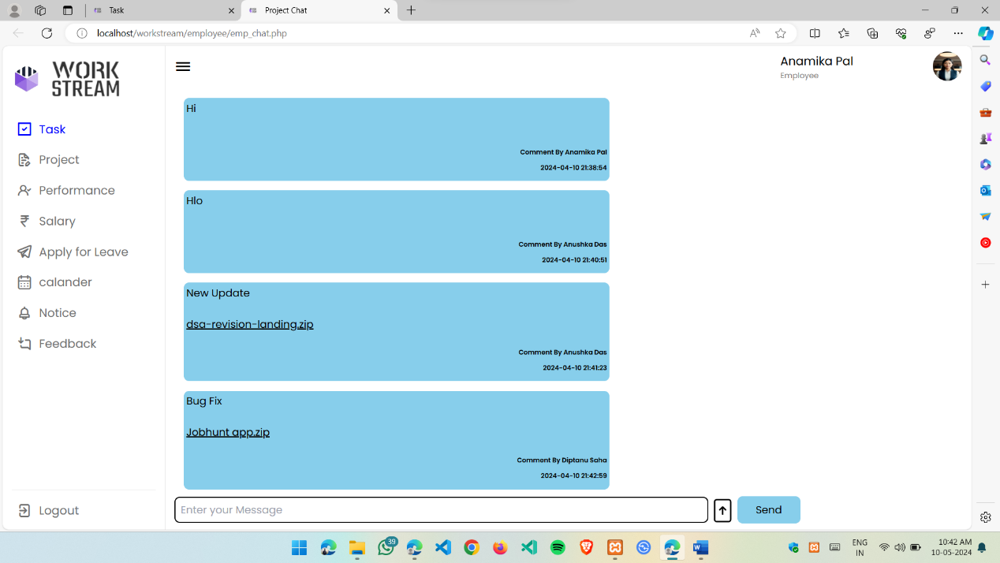 Task
Project Chat
localhost/workstream/employee/emp_chat.php
WORK
STREAM
Anamika Pal
Employee
Task
Project
Performance
Salary
Apply for Leave
calander
Notice
Feedback
Logout
Hi
Comment By Anamika Pal
2024-04-10 21:38:54
Hlo
Comment By Anushka Das
2024-04-10 21:40:51
New Update
dsa-revision-landing.zip
Comment By Anushka Das
2024-04-10 21:41:23
Bug Fix
Jobhunt app.zip
Comment By Diptanu Saha
2024-04-10 21:42:59
Enter your Message
Send
39
ENG
IN
10:42 AM
10-05-2024